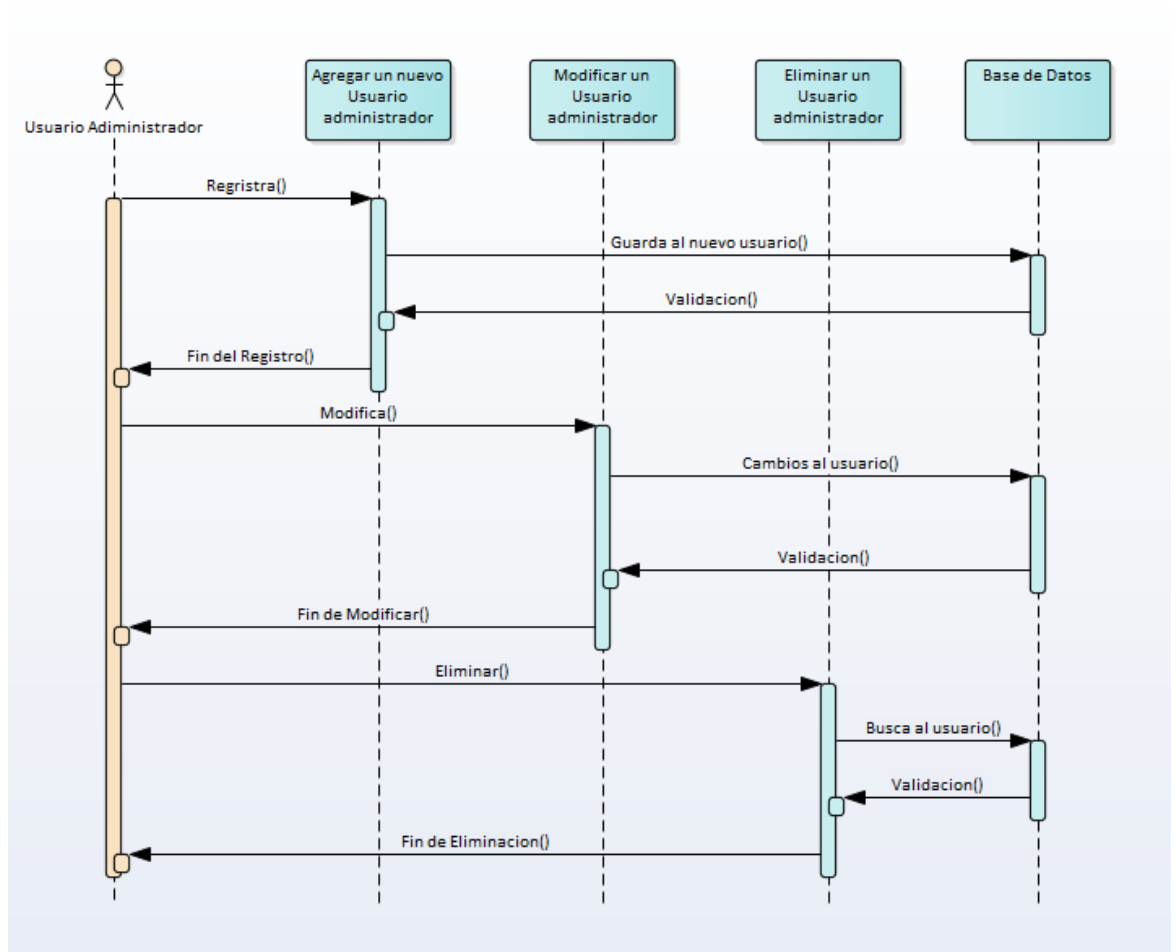 Usuario Adiministrador
Agregar un nuevo
Usuario
administrador
Modificar un
Usuario
administrador
Eliminar un
Usuario
administrador
Base de Datos
Regristra()
Guarda al nuevo usuario()
Validacion()
Fin del Registro()
Modifica()
Cambios al usuario()
Validacion()
Fin de Modificar()
Eliminar()
Busca al usuario()
Validacion()
Fin de Eliminacion()